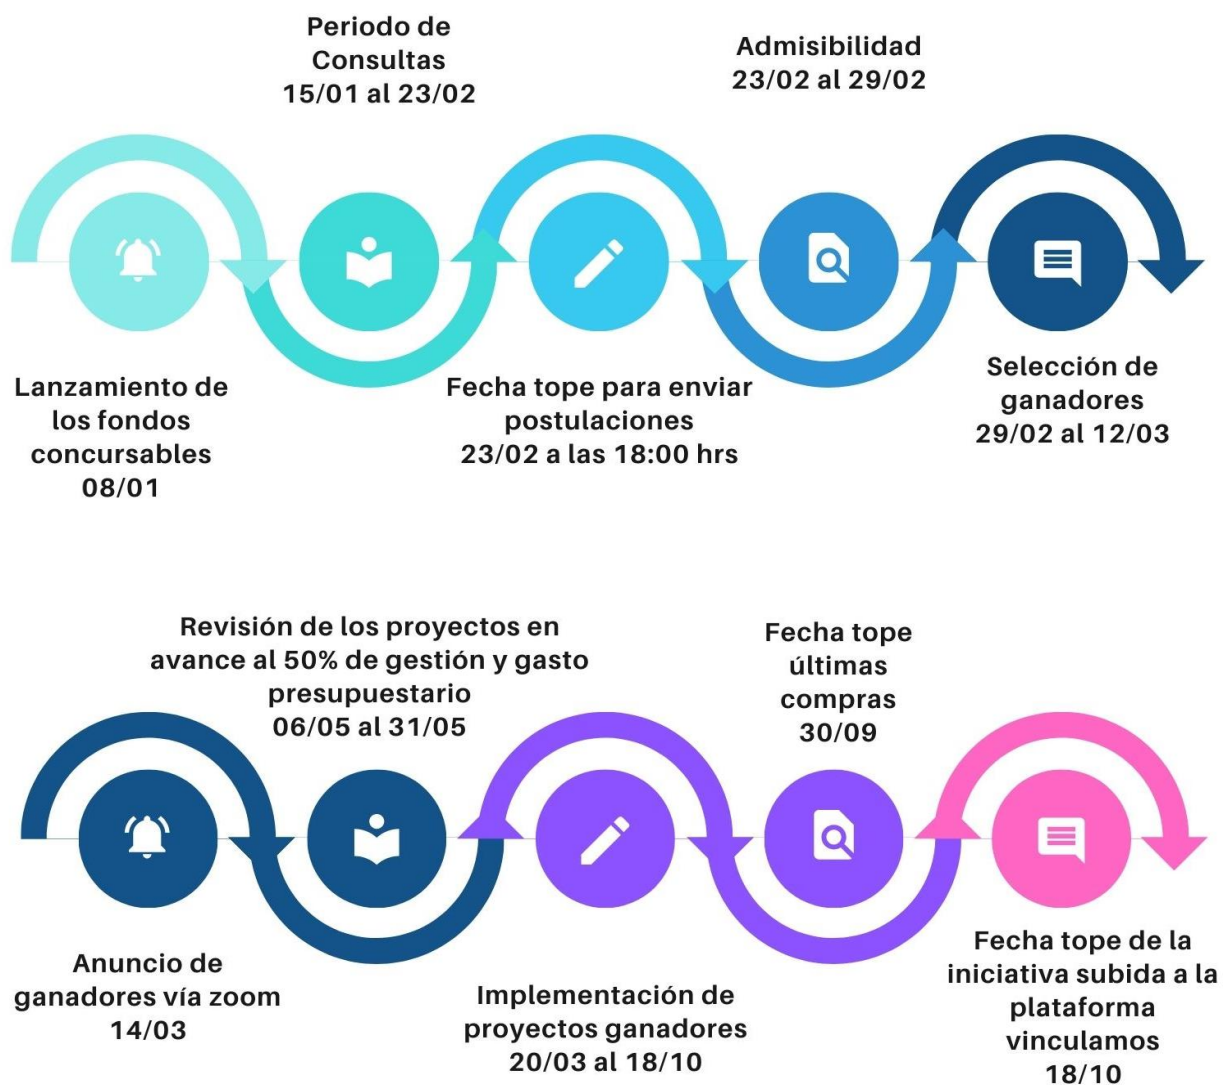 Lanzamiento de
los fondos
concursables
08/01
Periodo de
Consultas
15/01 al 23/02
Fecha tope para enviar
postulaciones
23/02 a las 18:00 hrs
Admisibilidad
23/02 al 29/02
Selección de
ganadores
29/02 al 12/03
Anuncio de
ganadores vía zoom
14/03
Revisión de los proyectos en
avance al 50% de gestión y gasto
presupuestario
06/05 al 31/05
Implementación de
proyectos ganadores
20/03 al 18/10
Fecha tope
últimas
compras
30/09
Fecha tope de la
iniciativa subida a la
plataforma
vinculamos
18/10